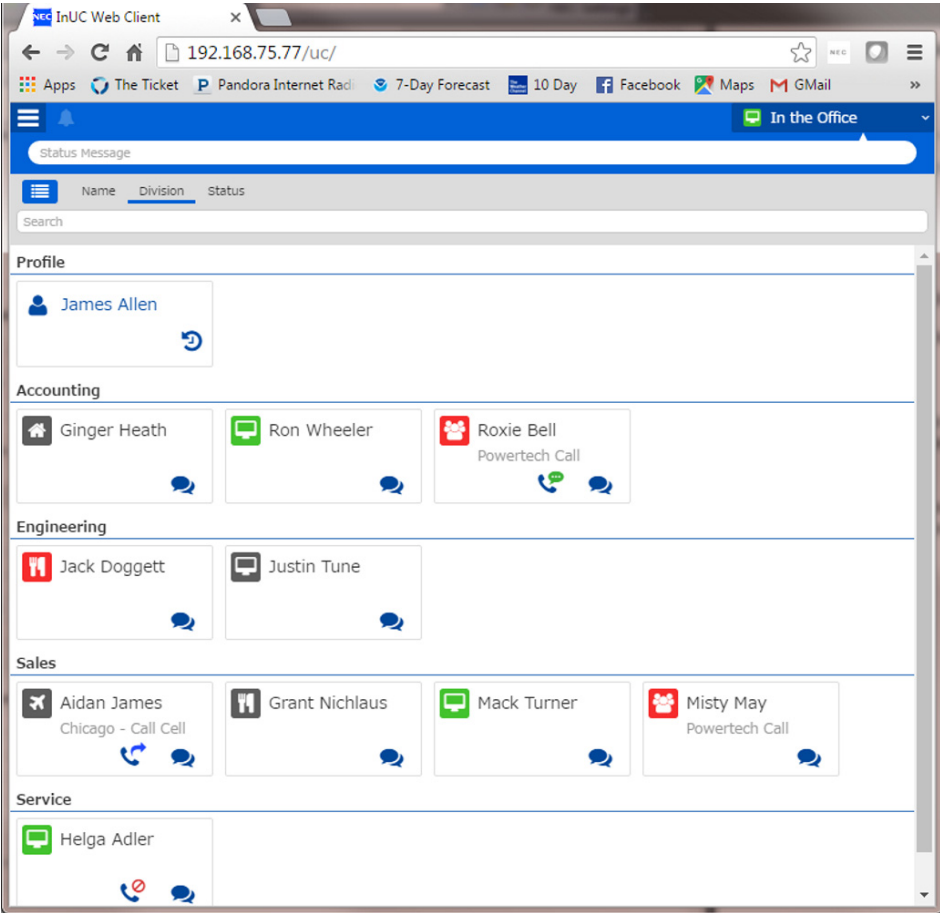 NEC InUC Web Client
192.168.75.77/uc/
NEC
Apps The Ticket P Pandora Internet Radi 7-Day Forecast 10 Day Facebook Maps GMail »
In the Office
Status Message
Name Division Status
Search
Profile
James Allen
Accounting
Ginger Heath Ron Wheeler Roxie Bell
Powertech Call
Engineering
Jack Doggett Justin Tune
Sales
Aidan James Grant Nichlaus Mack Turner Misty May
Chicago - Call Cell Powertech Call
Service
Helga Adler